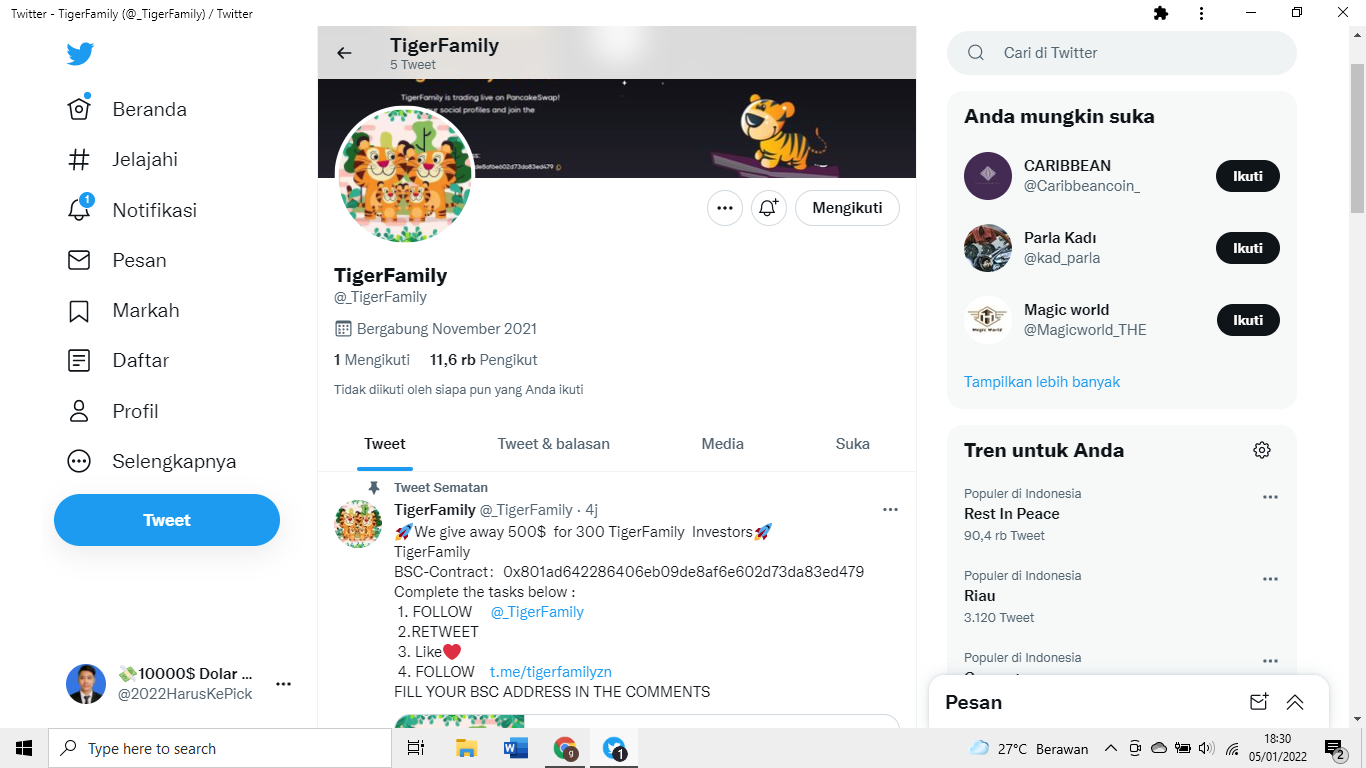 Twitter - TigerFamily (@_TigerFamily) / Twitter
TigerFamily
5 Tweet
TigerFamily is trading live on PancakeSwap!
our social profiles and join the
de8af6e602d73da83ed479
Beranda
Jelajahi
1
Notifikasi
Pesan
Markah
Daftar
Profil
Selengkapnya
Tweet
💸10000$ Dolar ...
@2022HarusKePick
Mengikuti
TigerFamily
@_TigerFamily
Bergabung November 2021
1 Mengikuti 11,6 rb Pengikut
Tidak diikuti oleh siapa pun yang Anda ikuti
Tweet Tweet & balasan Media Suka
Tweet Sematan
TigerFamily @_TigerFamily · 4j
🚀We give away 500$ for 300 TigerFamily Investors🚀
TigerFamily
BSC-Contract：0x801ad642286406eb09de8af6e602d73da83ed479
Complete the tasks below :
1. FOLLOW @_TigerFamily
2.RETWEET
3. Like❤️
4. FOLLOW t.me/tigerfamilyzn
FILL YOUR BSC ADDRESS IN THE COMMENTS
Cari di Twitter
Anda mungkin suka
CARIBBEAN
@Caribbeancoin_
Ikuti
Parla Kadı
@kad_parla
Ikuti
Magic world
@Magicworld_THE
Ikuti
Tampilkan lebih banyak
Tren untuk Anda
Populer di Indonesia
Rest In Peace
90,4 rb Tweet
Populer di Indonesia
Riau
3.120 Tweet
Populer di Indonesia
Pesan
Type here to search
1
27°C Berawan
18:30
05/01/2022
2